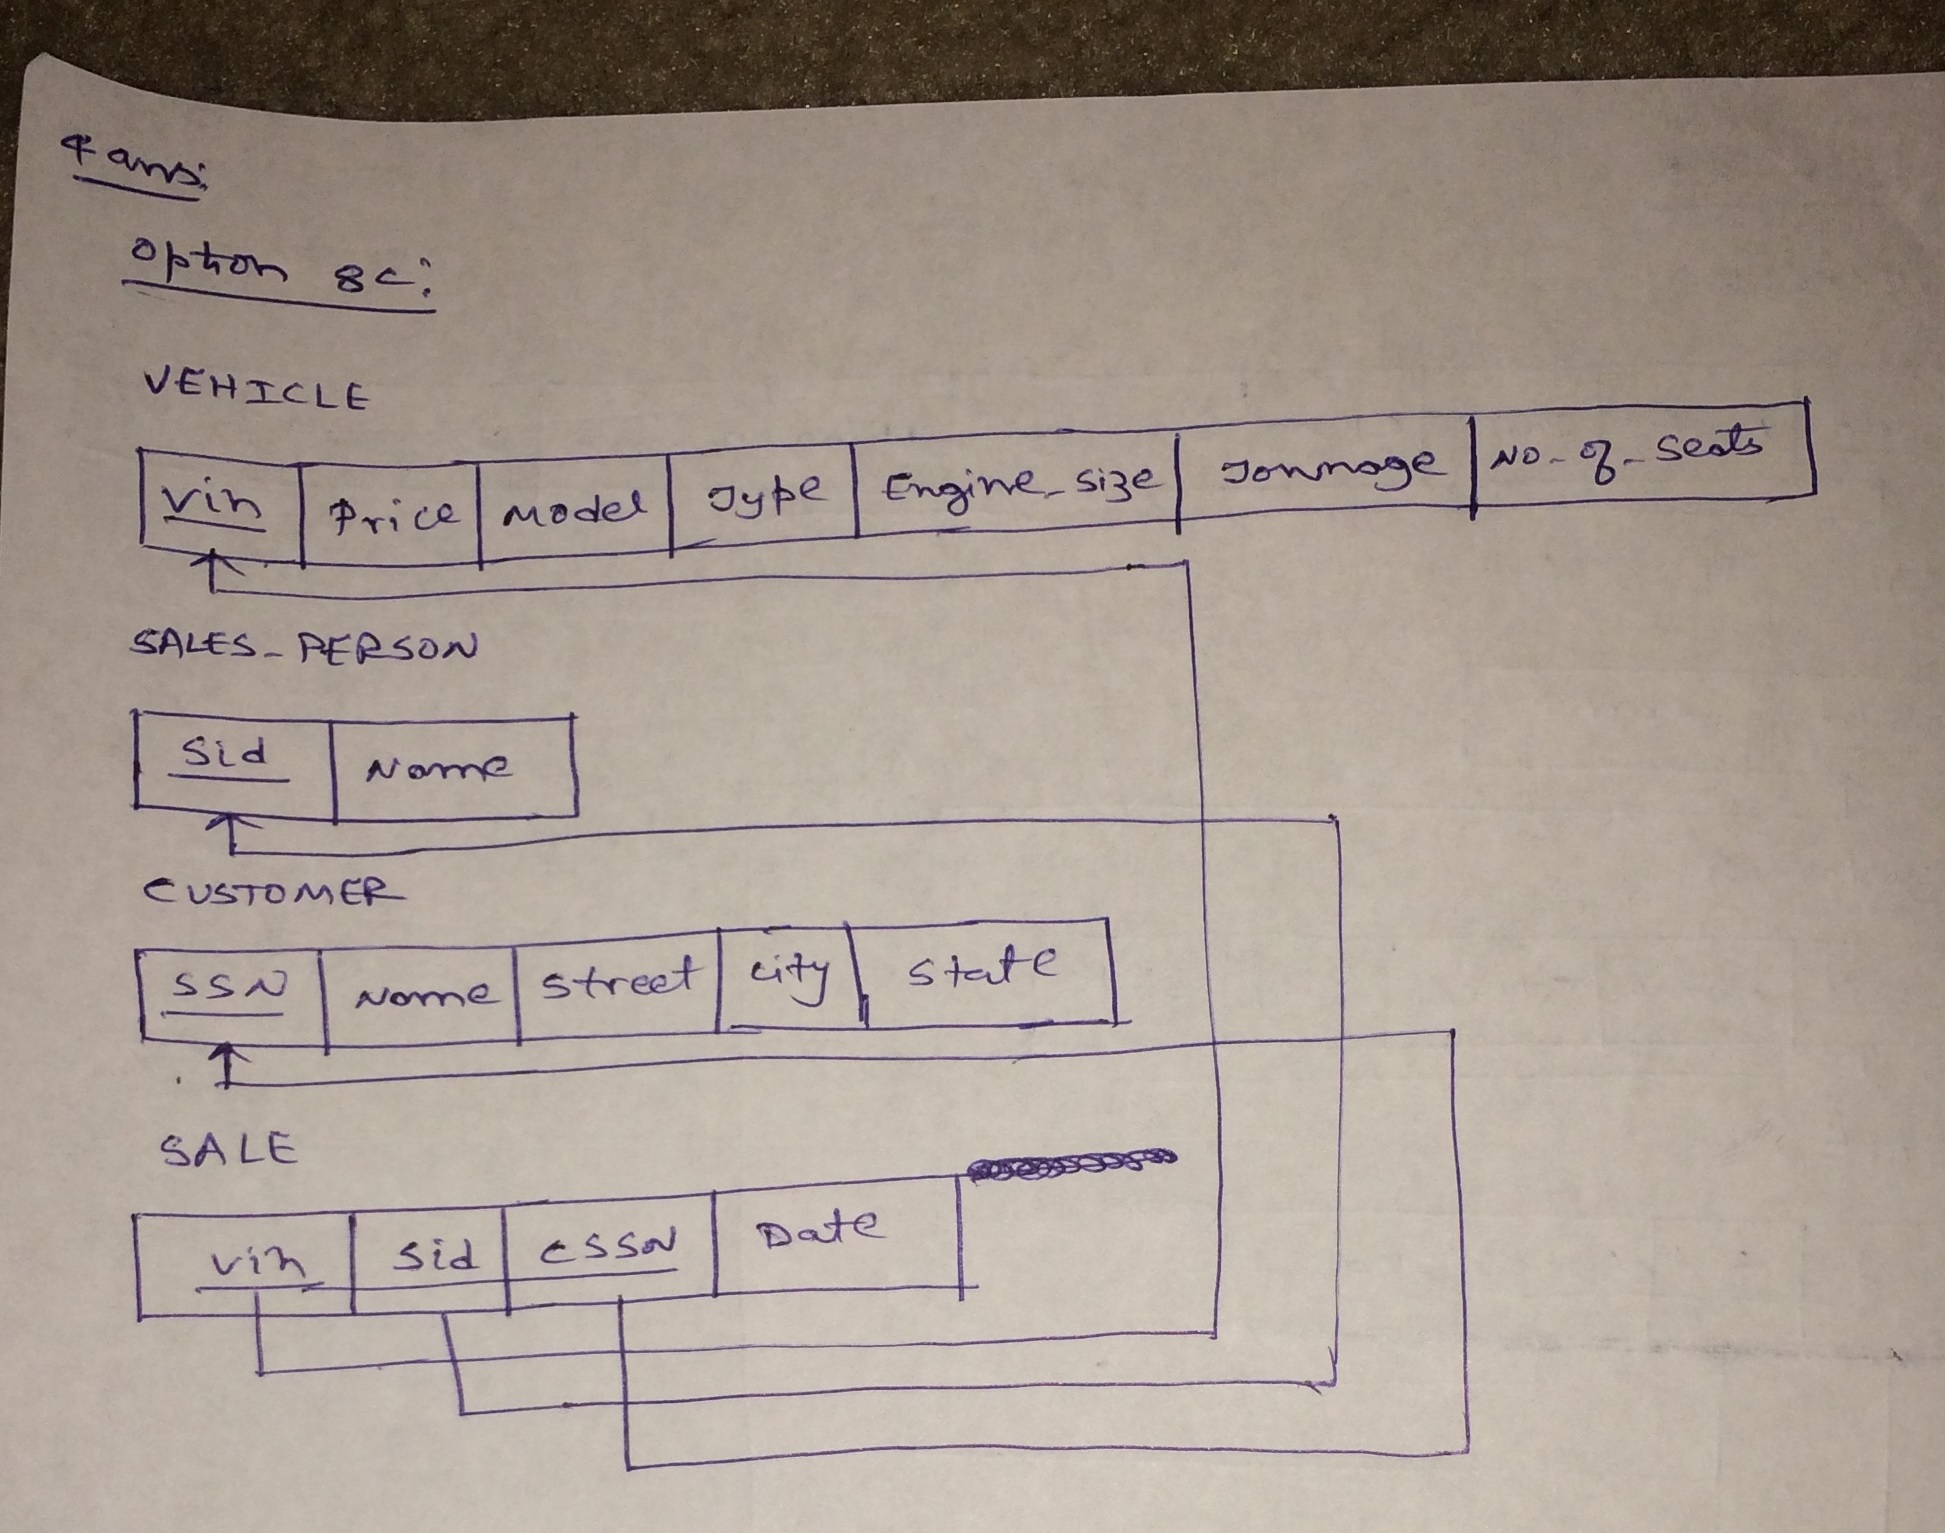 4 ans:
option 8c:
VEHICLE
Vin Price Model Type Engine_Size Tonnage No_of_Seats
SALES_PERSON
Sid Name
CUSTOMER
SSN Name Street City State
SALE
Vin Sid CSSN Date